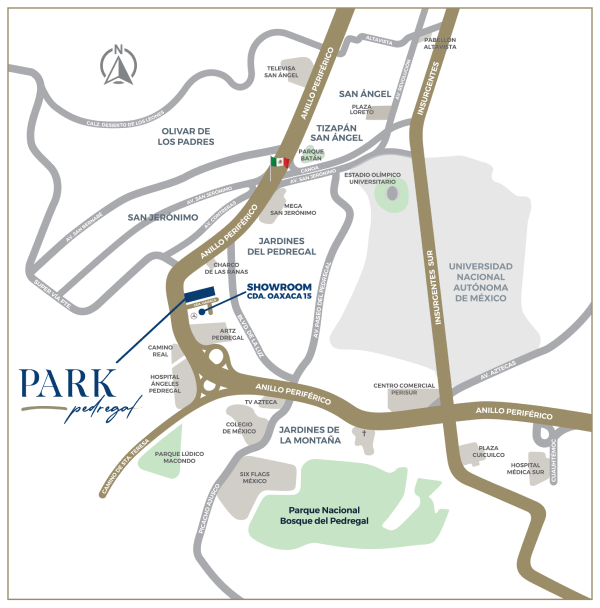 N
ALTAVISTA
PABELLÓN
ALTAVISTA
TELEVISA
SAN ÁNGEL
ANILLO PERIFÉRICO
AV. REVOLUCIÓN
INSURGENTES
SAN ÁNGEL
PLAZA
LORETO
CALZ. DESIERTO DE LOS LEONES
OLIVAR DE
LOS PADRES
TIZAPÁN
SAN ÁNGEL
PARQUE
BATÁN
CANOA
AV. SAN JERÓNIMO
ESTADIO OLÍMPICO
UNIVERSITARIO
AV. SAN JERÓNIMO
AV. SAN BERNABÉ
AV. CONTRERAS
SAN JERÓNIMO
MEGA
SAN JERÓNIMO
ANILLO PERIFÉRICO
JARDINES
DEL PEDREGAL
CHARCO
DE LAS RANAS
SUPER VÍA PTE.
SHOWROOM
CDA. OAXACA 15
CDA. OAXACA
AV. PASEO DEL PEDREGAL
INSURGENTES SUR
UNIVERSIDAD
NACIONAL
AUTÓNOMA
DE MÉXICO
BLVD. DE LA LUZ
ARTZ
PEDREGAL
CAMINO
REAL
HOSPITAL
ÁNGELES
PEDREGAL
PARK
pedregal
AV. AZTECAS
ANILLO PERIFÉRICO
CENTRO COMERCIAL
PERISUR
TV AZTECA
ANILLO PERIFÉRICO
COLEGIO
DE MÉXICO
JARDINES DE
LA MONTAÑA
CAMINO DE STA. TERESA
PARQUE LÚDICO
MACONDO
PLAZA
CUICUILCO
HOSPITAL
MÉDICA SUR
CUAUHTÉMOC
SIX FLAGS
MÉXICO
PICACHO AJUSCO
Parque Nacional
Bosque del Pedregal